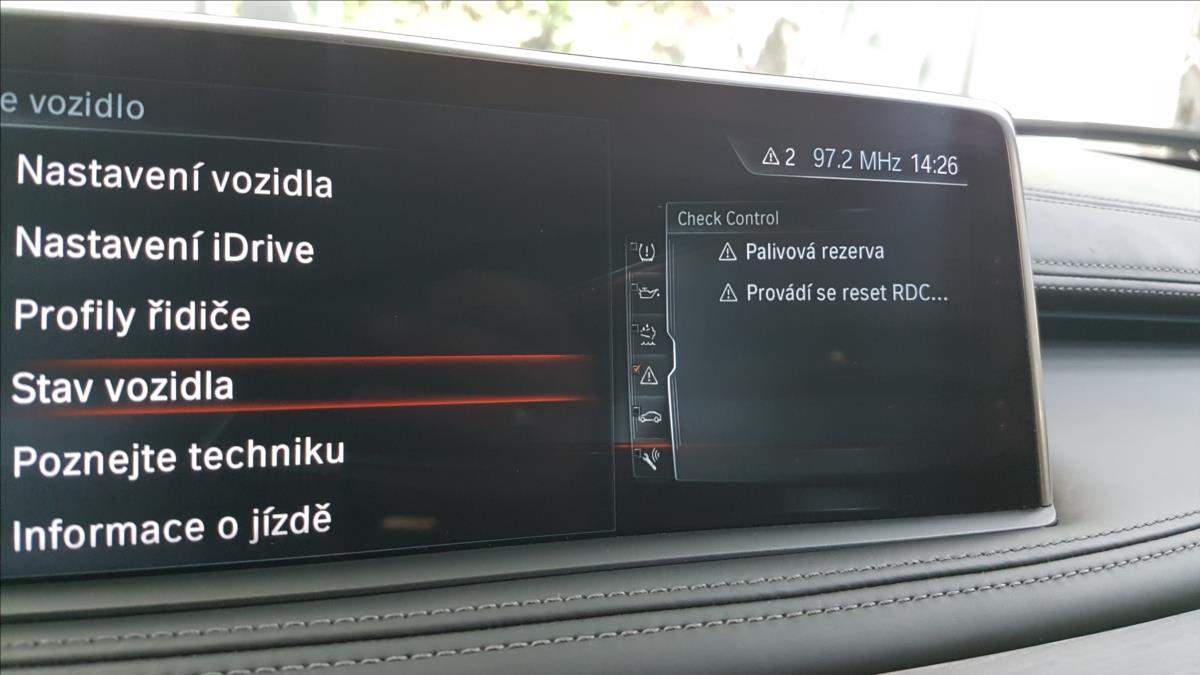 e vozidlo
Nastavení vozidla
Nastavení iDrive
Profily řidiče
Stav vozidla
Poznejte techniku
Informace o jízdě
2 97.2 MHz 14:26
Check Control
Palivová rezerva
Provádí se reset RDC...